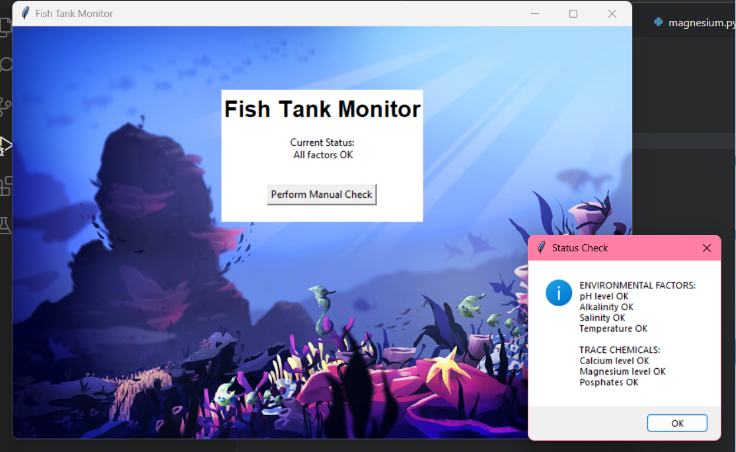 Fish Tank Monitor
magnesium.py
Fish Tank Monitor
Current Status:
All factors OK
Perform Manual Check
Status Check
ENVIRONMENTAL FACTORS:
pH level OK
Alkalinity OK
Salinity OK
Temperature OK
TRACE CHEMICALS:
Calcium level OK
Magnesium level OK
Posphates OK
OK